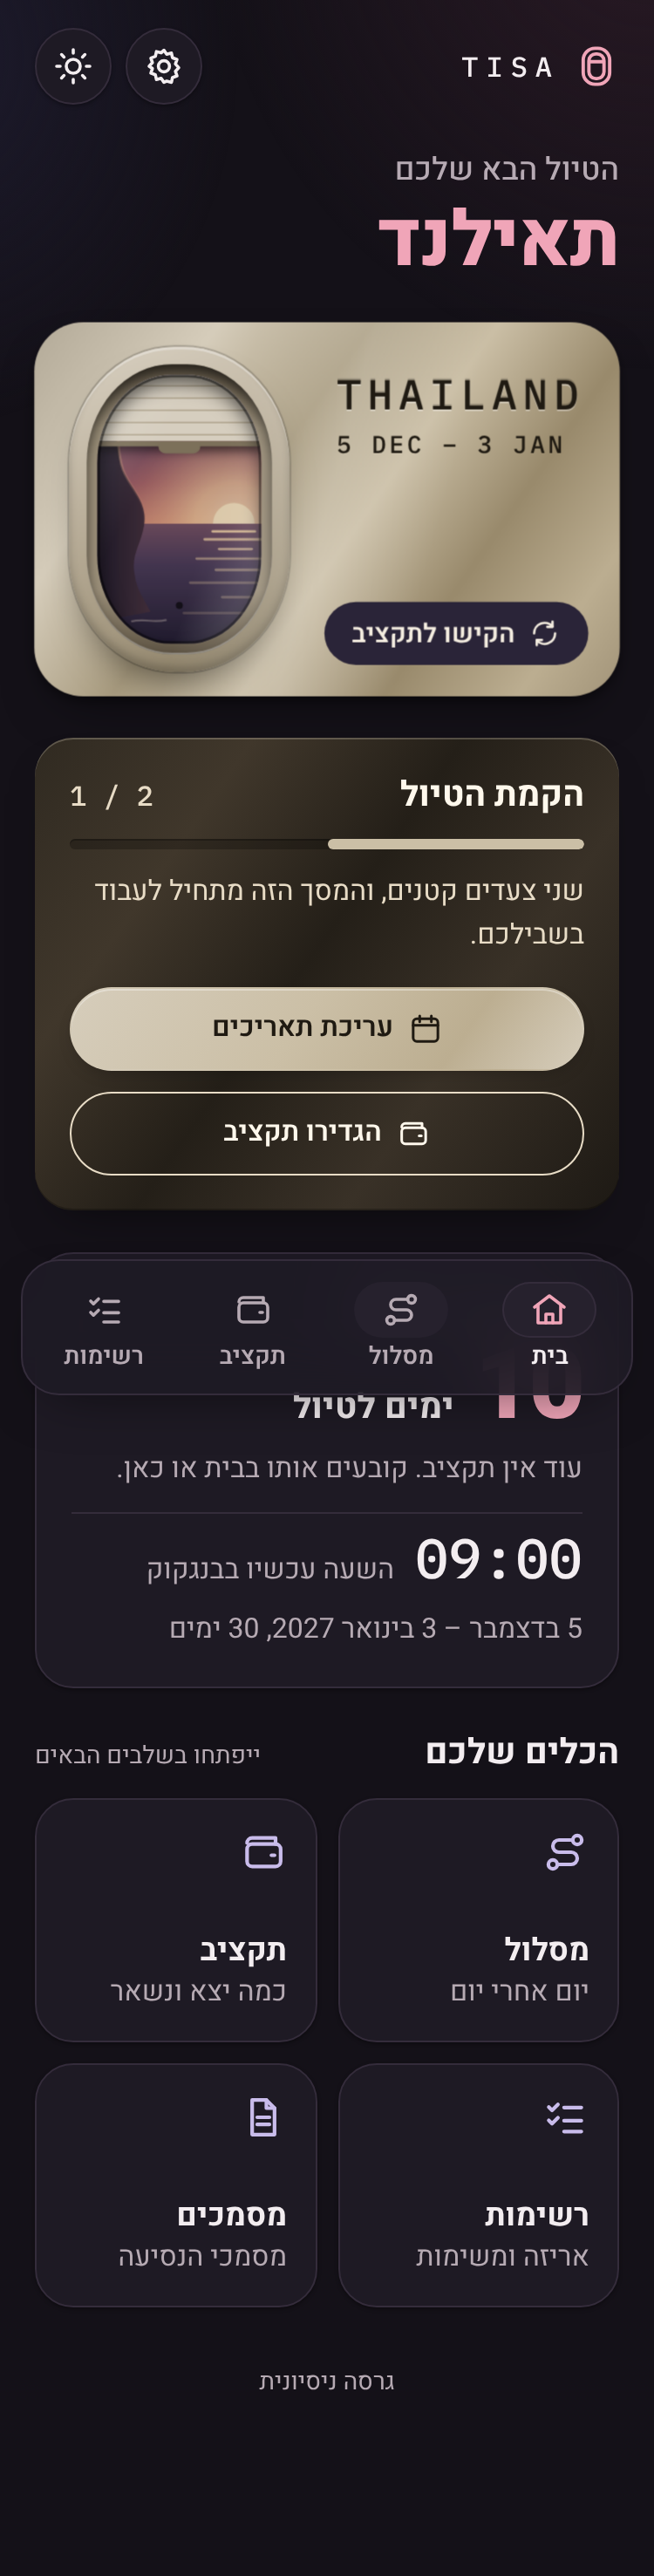 TISA
הטיול הבא שלכם
תאילנד
THAILAND
5 DEC – 3 JAN
הקישו לתקציב
הקמת הטיול
1 / 2
שני צעדים קטנים, והמסך הזה מתחיל לעבוד
בשבילכם.
עריכת תאריכים
הגדירו תקציב
בית
מסלול
תקציב
רשימות
10 ימים לטיול
עוד אין תקציב. קובעים אותו בבית או כאן.
09:00 השעה עכשיו בבנגקוק
5 בדצמבר – 3 בינואר 2027, 30 ימים
הכלים שלכם
ייפתחו בשלבים הבאים
מסלול
יום אחרי יום
תקציב
כמה יצא ונשאר
רשימות
אריזה ומשימות
מסמכים
מסמכי הנסיעה
גרסה ניסיונית